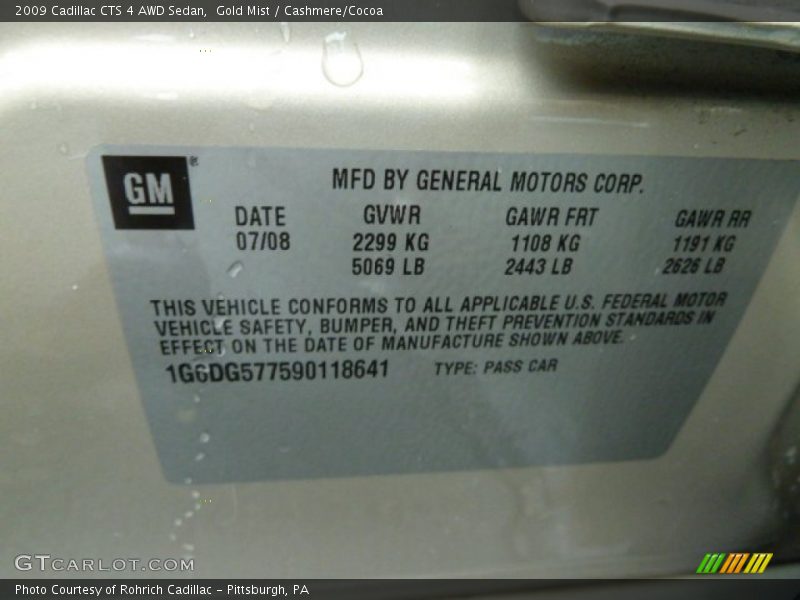 2009 Cadillac CTS 4 AWD Sedan,  Gold Mist / Cashmere/Cocoa
GM®
MFD BY GENERAL MOTORS CORP.
DATE GVWR GAWR FRT GAWR RR
07/08 2299 KG 1108 KG 1191 KG
5069 LB 2443 LB 2626 LB
THIS VEHICLE CONFORMS TO ALL APPLICABLE U.S. FEDERAL MOTOR
VEHICLE SAFETY, BUMPER, AND THEFT PREVENTION STANDARDS IN
EFFECT ON THE DATE OF MANUFACTURE SHOWN ABOVE.
1G6DG577590118641 TYPE: PASS CAR
GTCARLOT.COM
Photo Courtesy of Rohrich Cadillac - Pittsburgh, PA